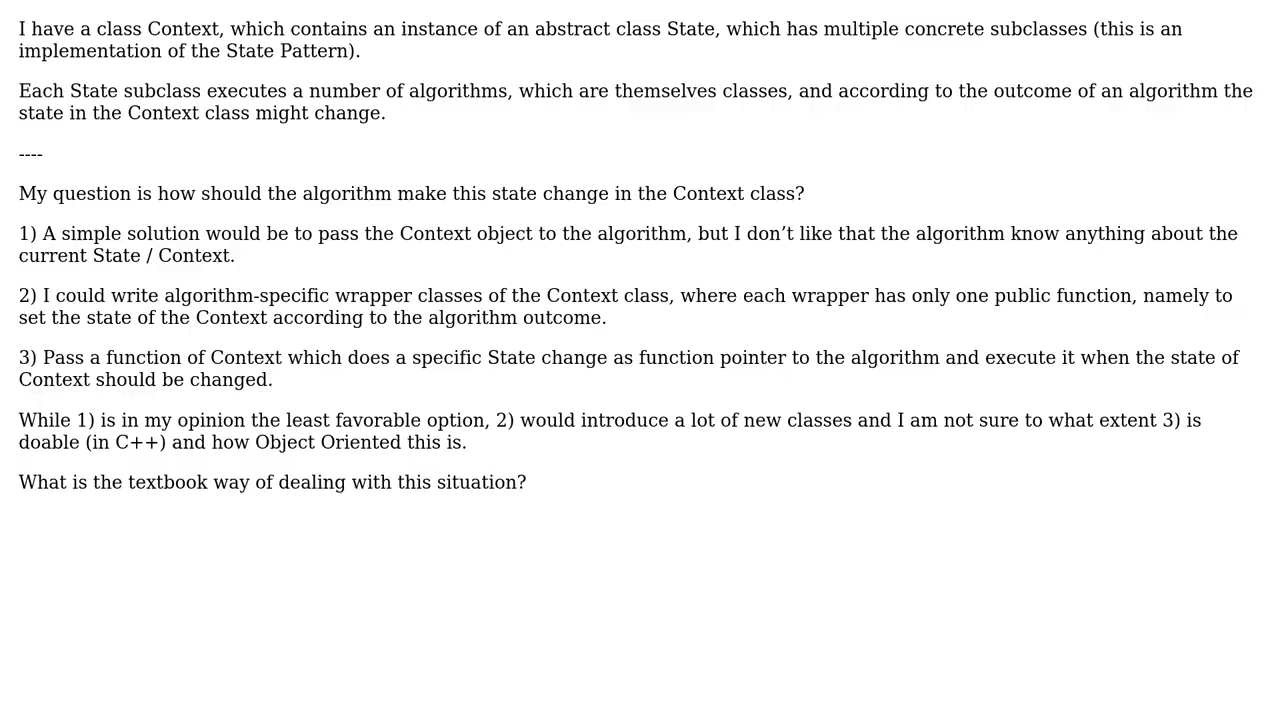 I have a class Context, which contains an instance of an abstract class State, which has multiple concrete subclasses (this is an
implementation of the State Pattern).
Each State subclass executes a number of algorithms, which are themselves classes, and according to the outcome of an algorithm the
state in the Context class might change.
----
My question is how should the algorithm make this state change in the Context class?
1) A simple solution would be to pass the Context object to the algorithm, but I don’t like that the algorithm know anything about the
current State / Context.
2) I could write algorithm-specific wrapper classes of the Context class, where each wrapper has only one public function, namely to
set the state of the Context according to the algorithm outcome.
3) Pass a function of Context which does a specific State change as function pointer to the algorithm and execute it when the state of
Context should be changed.
While 1) is in my opinion the least favorable option, 2) would introduce a lot of new classes and I am not sure to what extent 3) is
doable (in C++) and how Object Oriented this is.
What is the textbook way of dealing with this situation?